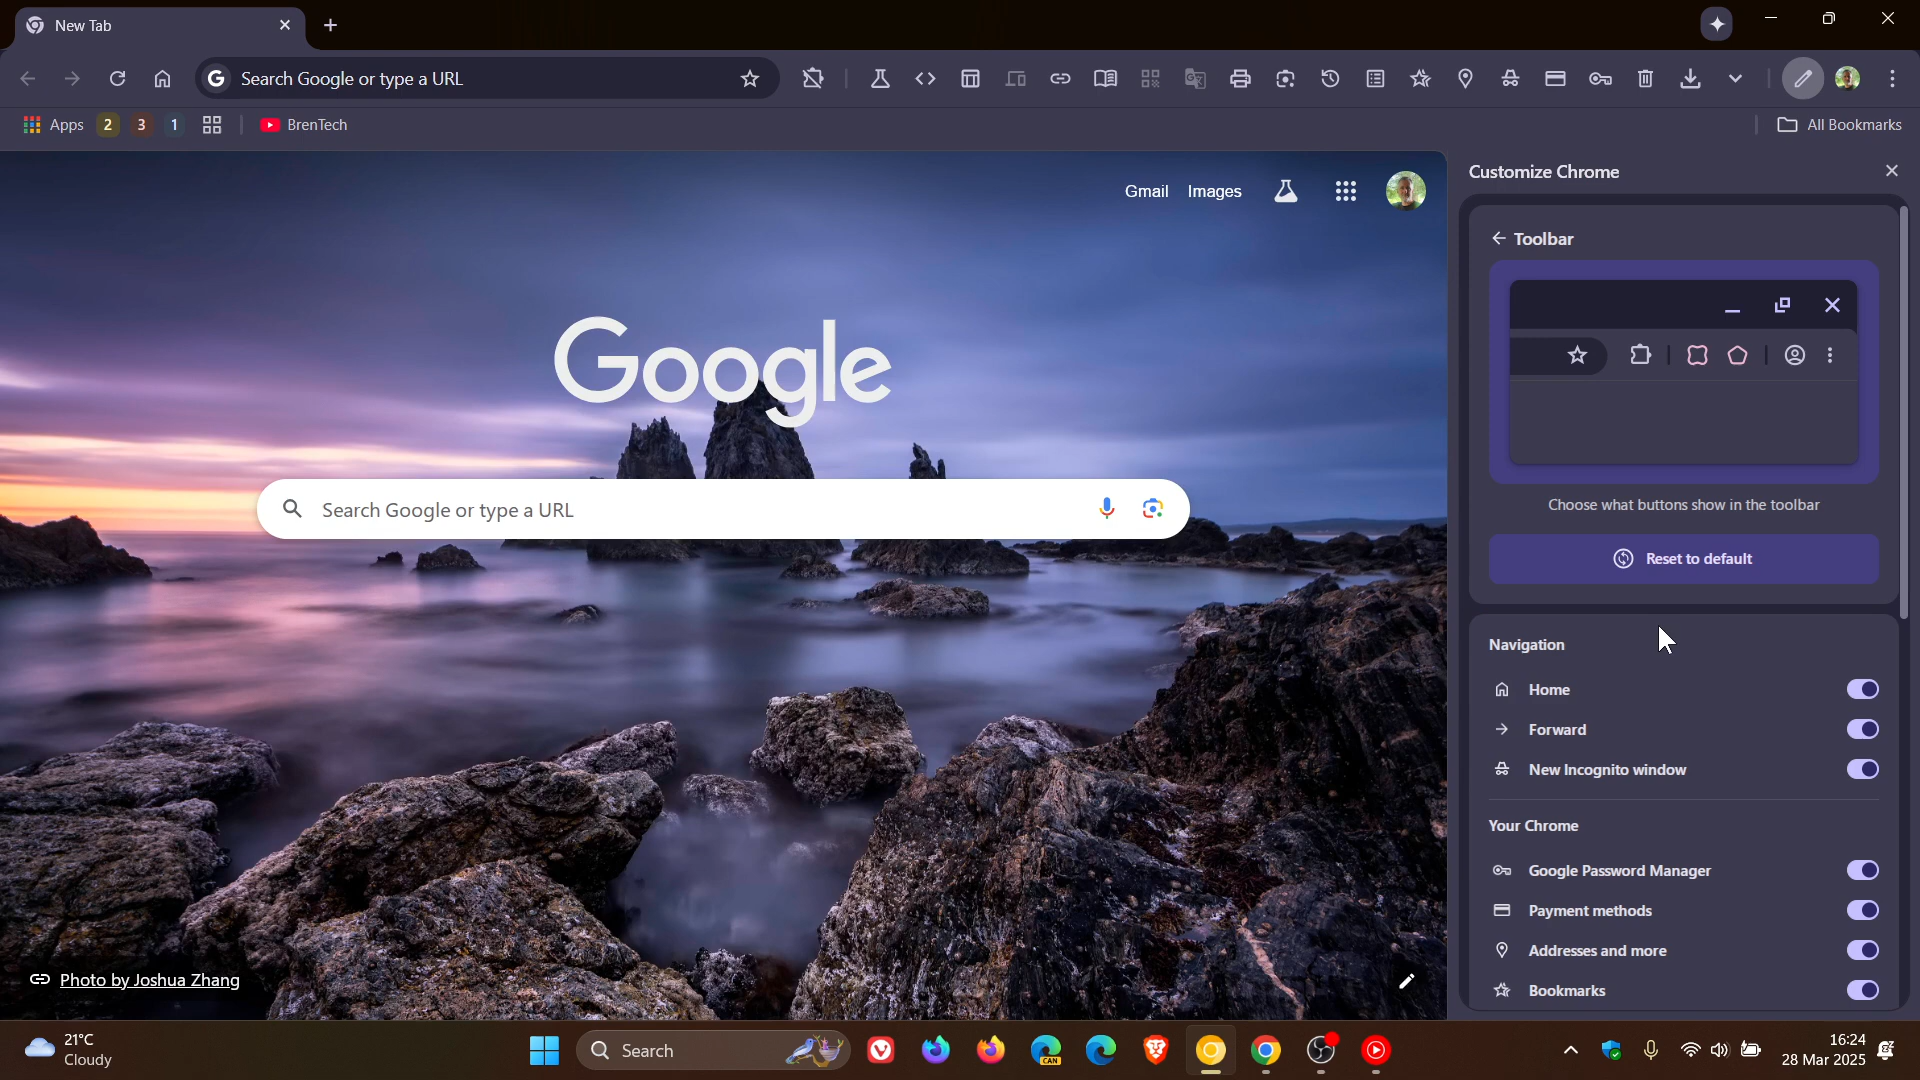 New Tab
Search Google or type a URL
Apps
2
3
1
BrenTech
All Bookmarks
Gmail
Images
Google
Search Google or type a URL
Photo by Joshua Zhang
Customize Chrome
Toolbar
Choose what buttons show in the toolbar
Reset to default
Navigation
Home
Forward
New Incognito window
Your Chrome
Google Password Manager
Payment methods
Addresses and more
Bookmarks
21°C
Cloudy
Search
CAN
16:24
28 Mar 2025